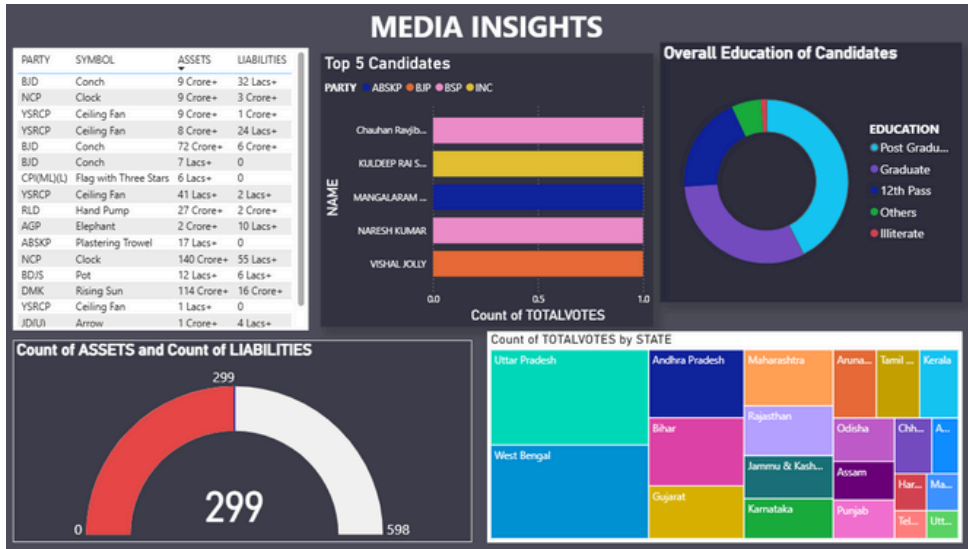 MEDIA INSIGHTS
PARTY SYMBOL ASSETS LIABILITIES
BJD Conch 9 Crore+ 32 Lacs+
NCP Clock 9 Crore+ 3 Crore+
YSRCP Ceiling Fan 9 Crore+ 1 Crore+
YSRCP Ceiling Fan 8 Crore+ 24 Lacs+
BJD Conch 72 Crore+ 6 Crore+
BJD Conch 7 Lacs+ 0
CPI(ML)(L) Flag with Three Stars 6 Lacs+ 0
YSRCP Ceiling Fan 41 Lacs+ 2 Lacs+
RLD Hand Pump 27 Crore+ 2 Crore+
AGP Elephant 2 Crore+ 10 Lacs+
ABSKP Plastering Trowel 17 Lacs+ 0
NCP Clock 140 Crore+ 55 Lacs+
BDJS Pot 12 Lacs+ 6 Lacs+
DMK Rising Sun 114 Crore+ 16 Crore+
YSRCP Ceiling Fan 1 Lacs+ 0
JD(U) Arrow 1 Crore+ 4 Lacs+
Top 5 Candidates
PARTY ABSKP BJP BSP INC
NAME
Chauhan Ravjib...
KULDEEP RAI S...
MANGALARAM ...
NARESH KUMAR
VISHAL JOLLY
0.0 0.5 1.0
Count of TOTALVOTES
Overall Education of Candidates
EDUCATION
Post Gradu...
Graduate
12th Pass
Others
Illiterate
Count of ASSETS and Count of LIABILITIES
299
299
0 598
Count of TOTALVOTES by STATE
Uttar Pradesh
West Bengal
Andhra Pradesh
Bihar
Gujarat
Maharashtra
Rajasthan
Jammu & Kash...
Karnataka
Aruna...
Tamil ...
Kerala
Odisha
Chh...
A...
Assam
Har...
Ma...
Punjab
Tel...
Utt...